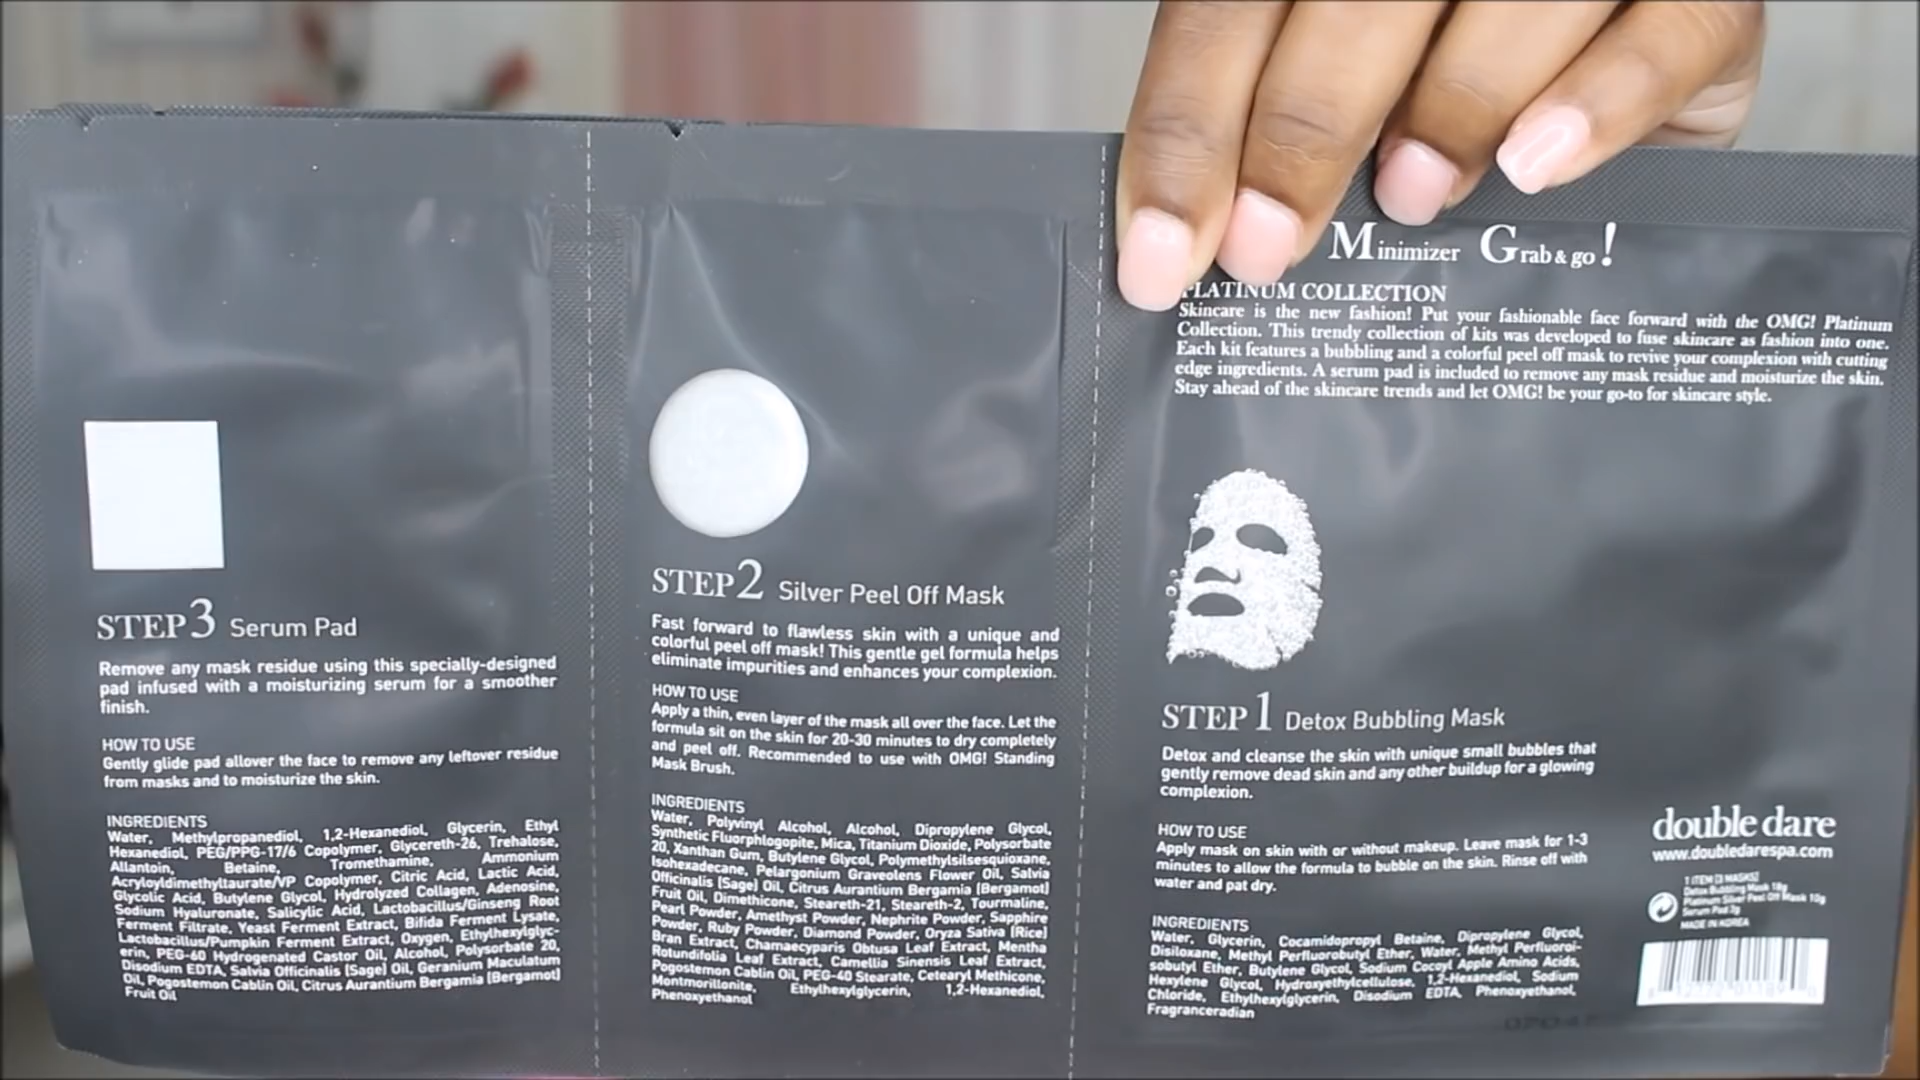 Minimizer Grab & go!
PLATINUM COLLECTION
Skincare is the new fashion! Put your fashionable face forward with the OMG! Platinum
Collection. This trendy collection of kits was developed to fuse skincare as fashion into one.
Each kit features a bubbling and a colorful peel off mask to revive your complexion with cutting
edge ingredients. A serum pad is included to remove any mask residue and moisturize the skin.
Stay ahead of the skincare trends and let OMG! be your go-to for skincare style.
STEP 1 Detox Bubbling Mask
Detox and cleanse the skin with unique small bubbles that
gently remove dead skin and any other buildup for a glowing
complexion.
HOW TO USE
Apply mask on skin with or without makeup. Leave mask for 1-3
minutes to allow the formula to bubble on the skin. Rinse off with
water and pat dry.
INGREDIENTS
Water, Glycerin, Cocamidopropyl Betaine, Dipropylene Glycol,
Disiloxane, Methyl Perfluorobutyl Ether, Water, Methyl Perfluoroi-
sobutyl Ether, Butylene Glycol, Sodium Cocoyl Apple Amino Acids,
Hexylene Glycol, Hydroxyethylcellulose, 1,2-Hexanediol, Sodium
Chloride, Ethylhexylglycerin, Disodium EDTA, Phenoxyethanol,
Fragranceradian
double dare
www.doubledarespa.com
1 ITEM (3 MASKS)
Detox Bubbling Mask 18g
Platinum Silver Peel Off Mask 10g
Serum Pad 3g
MADE IN KOREA
STEP 2 Silver Peel Off Mask
Fast forward to flawless skin with a unique and
colorful peel off mask! This gentle gel formula helps
eliminate impurities and enhances your complexion.
HOW TO USE
Apply a thin, even layer of the mask all over the face. Let the
formula sit on the skin for 20-30 minutes to dry completely
and peel off. Recommended to use with OMG! Standing
Mask Brush.
INGREDIENTS
Water, Polyvinyl Alcohol, Alcohol, Dipropylene Glycol,
Synthetic Fluorphlogopite, Mica, Titanium Dioxide, Polysorbate
20, Xanthan Gum, Butylene Glycol, Polymethylsilsesquioxane,
Isohexadecane, Pelargonium Graveolens Flower Oil, Salvia
Officinalis (Sage) Oil, Citrus Aurantium Bergamia (Bergamot)
Fruit Oil, Dimethicone, Steareth-21, Steareth-2, Tourmaline,
Pearl Powder, Amethyst Powder, Nephrite Powder, Sapphire
Powder, Ruby Powder, Diamond Powder, Oryza Sativa (Rice)
Bran Extract, Chamaecyparis Obtusa Leaf Extract, Mentha
Rotundifolia Leaf Extract, Camellia Sinensis Leaf Extract,
Pogostemon Cablin Oil, PEG-40 Stearate, Cetearyl Methicone,
Montmorillonite, Ethylhexylglycerin, 1,2-Hexanediol,
Phenoxyethanol
STEP 3 Serum Pad
Remove any mask residue using this specially-designed
pad infused with a moisturizing serum for a smoother
finish.
HOW TO USE
Gently glide pad allover the face to remove any leftover residue
from masks and to moisturize the skin.
INGREDIENTS
Water, Methylpropanediol, 1,2-Hexanediol, Glycerin, Ethyl
Hexanediol, PEG/PPG-17/6 Copolymer, Glycereth-26, Trehalose,
Allantoin, Betaine, Tromethamine, Ammonium
Acryloyldimethyltaurate/VP Copolymer, Citric Acid, Lactic Acid,
Glycolic Acid, Butylene Glycol, Hydrolyzed Collagen, Adenosine,
Sodium Hyaluronate, Salicylic Acid, Lactobacillus/Ginseng Root
Ferment Filtrate, Yeast Ferment Extract, Bifida Ferment Lysate,
Lactobacillus/Pumpkin Ferment Extract, Oxygen, Ethylhexylglyc-
erin, PEG-60 Hydrogenated Castor Oil, Alcohol, Polysorbate 20,
Disodium EDTA, Salvia Officinalis (Sage) Oil, Geranium Maculatum
Oil, Pogostemon Cablin Oil, Citrus Aurantium Bergamia (Bergamot)
Fruit Oil